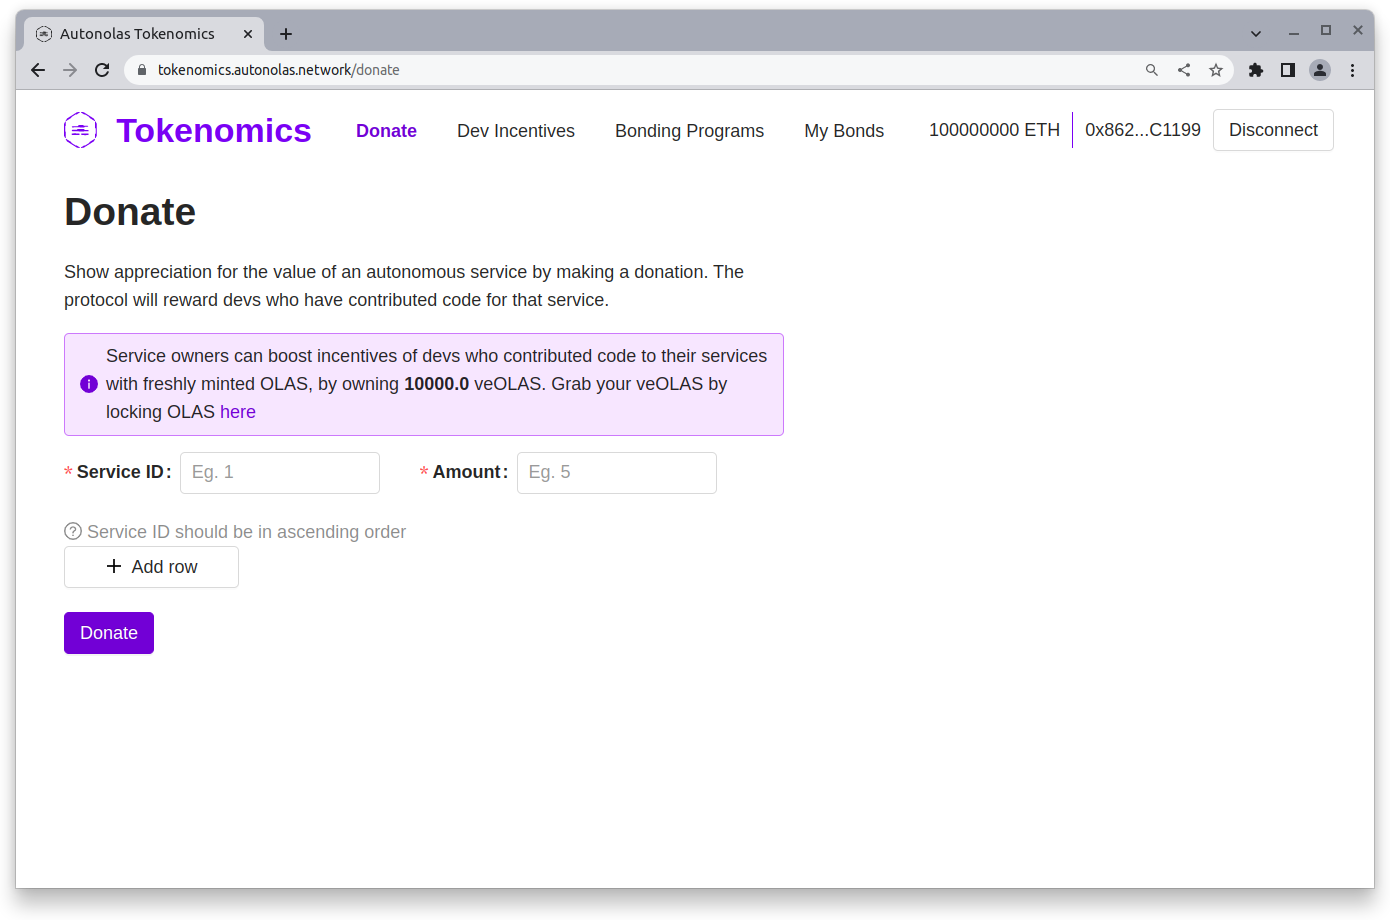 Autonolas Tokenomics
tokenomics.autonolas.network/donate
Tokenomics Donate Dev Incentives Bonding Programs My Bonds 100000000 ETH 0x862...C1199 Disconnect
Donate
Show appreciation for the value of an autonomous service by making a donation. The
protocol will reward devs who have contributed code for that service.
Service owners can boost incentives of devs who contributed code to their services
with freshly minted OLAS, by owning 10000.0 veOLAS. Grab your veOLAS by
locking OLAS here
* Service ID: Eg. 1 * Amount: Eg. 5
Service ID should be in ascending order
+ Add row
Donate